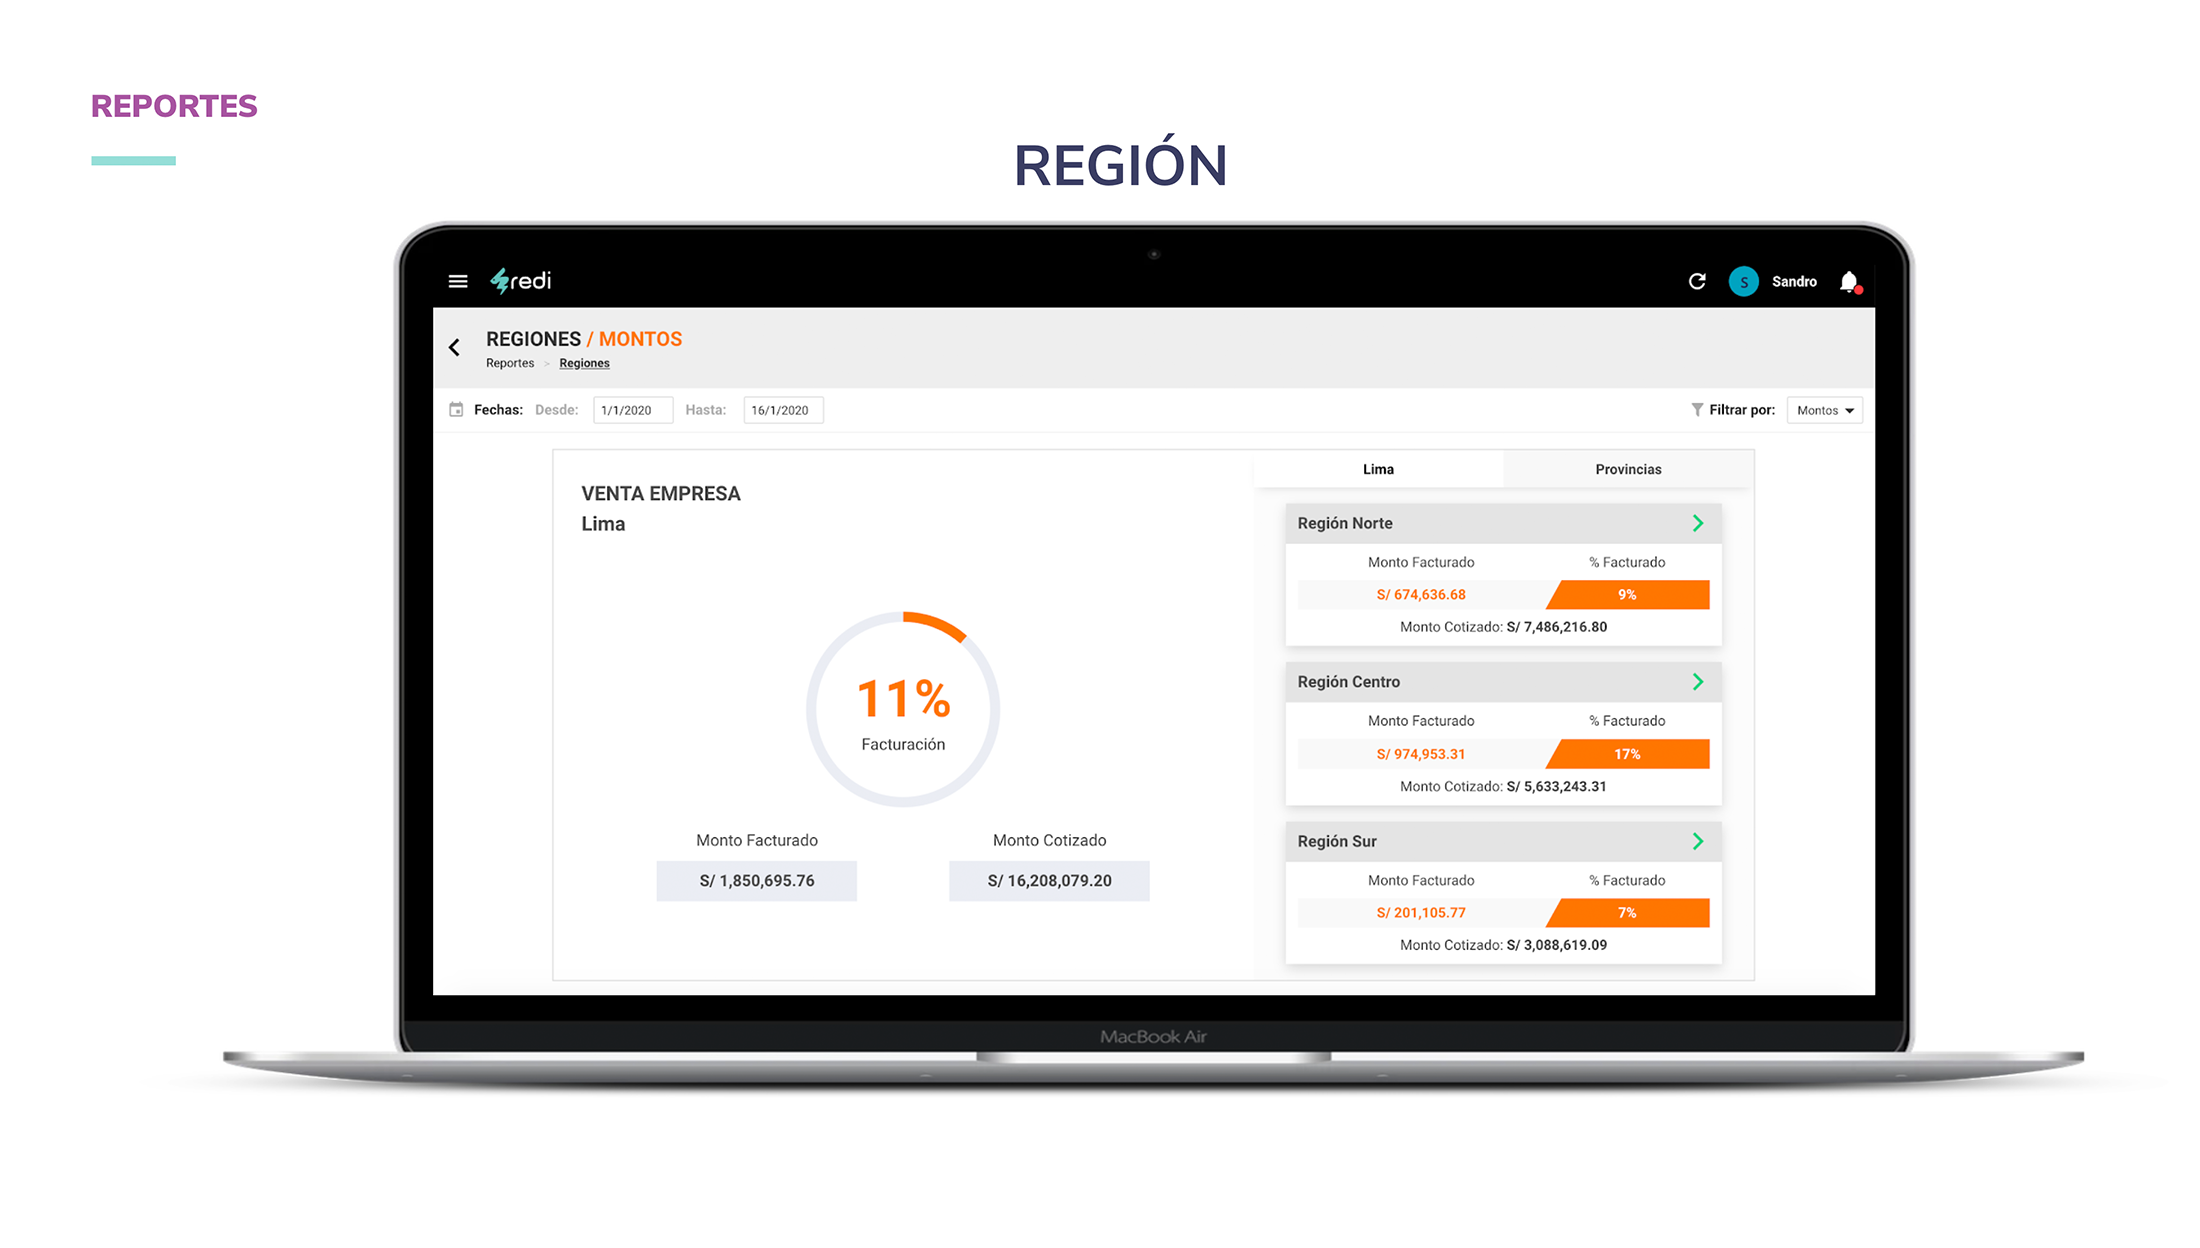 REPORTES
REGIÓN
redi
S
Sandro
REGIONES / MONTOS
Reportes > Regiones
Fechas: Desde: 1/1/2020 Hasta: 16/1/2020
Filtrar por: Montos
VENTA EMPRESA
Lima
11%
Facturación
Monto Facturado
S/ 1,850,695.76
Monto Cotizado
S/ 16,208,079.20
Lima
Provincias
Región Norte
Monto Facturado % Facturado
S/ 674,636.68 9%
Monto Cotizado: S/ 7,486,216.80
Región Centro
Monto Facturado % Facturado
S/ 974,953.31 17%
Monto Cotizado: S/ 5,633,243.31
Región Sur
Monto Facturado % Facturado
S/ 201,105.77 7%
Monto Cotizado: S/ 3,088,619.09
MacBook Air